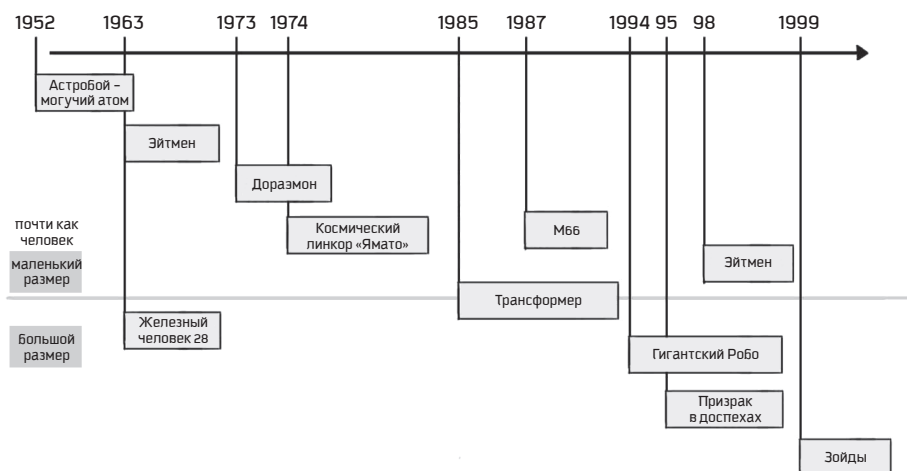 1952 1963 1973 1974 1985 1987 1994 95 98 1999
Астробой –
могучий атом
Эйтмен
Доразмон
Космический
линкор «Ямато»
почти как
человек
маленький
размер
М66
Эйтмен
Трансформер
Большой
размер
Железный
человек 28
Гигантский Робо
Призрак
в доспехах
Зойды